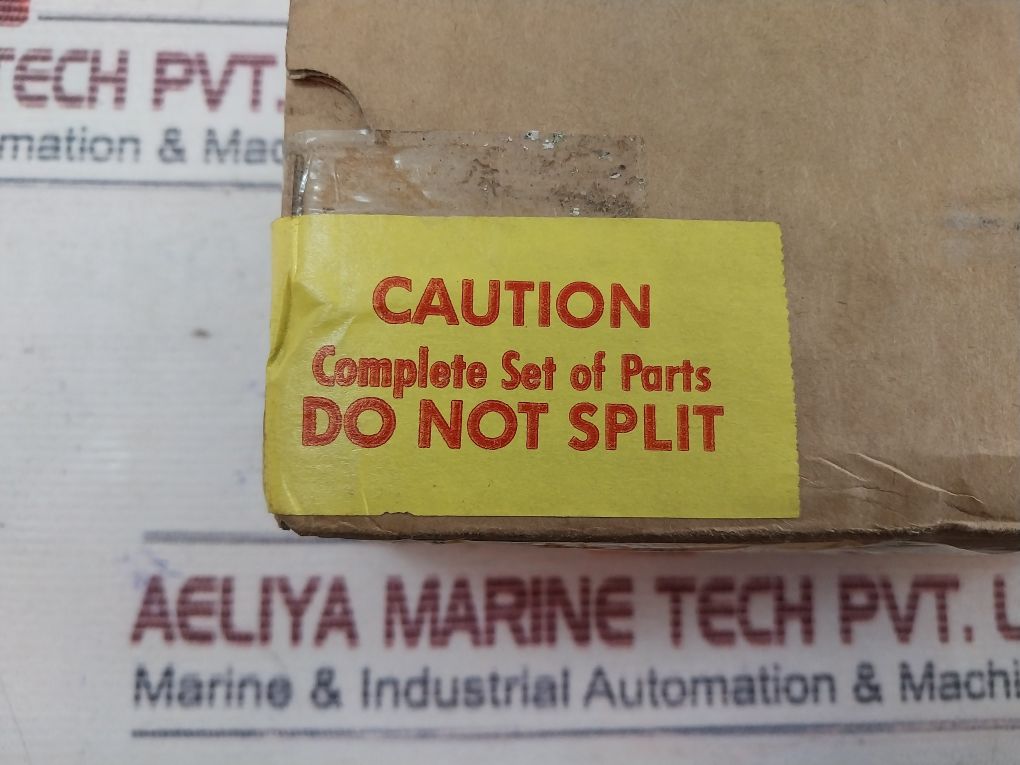 TECH PVT.
mation & Mac
CAUTION
Complete Set of Parts
DO NOT SPLIT
AELIYA MARINE TECH PVT. L
Marine & Industrial Automation & Machi